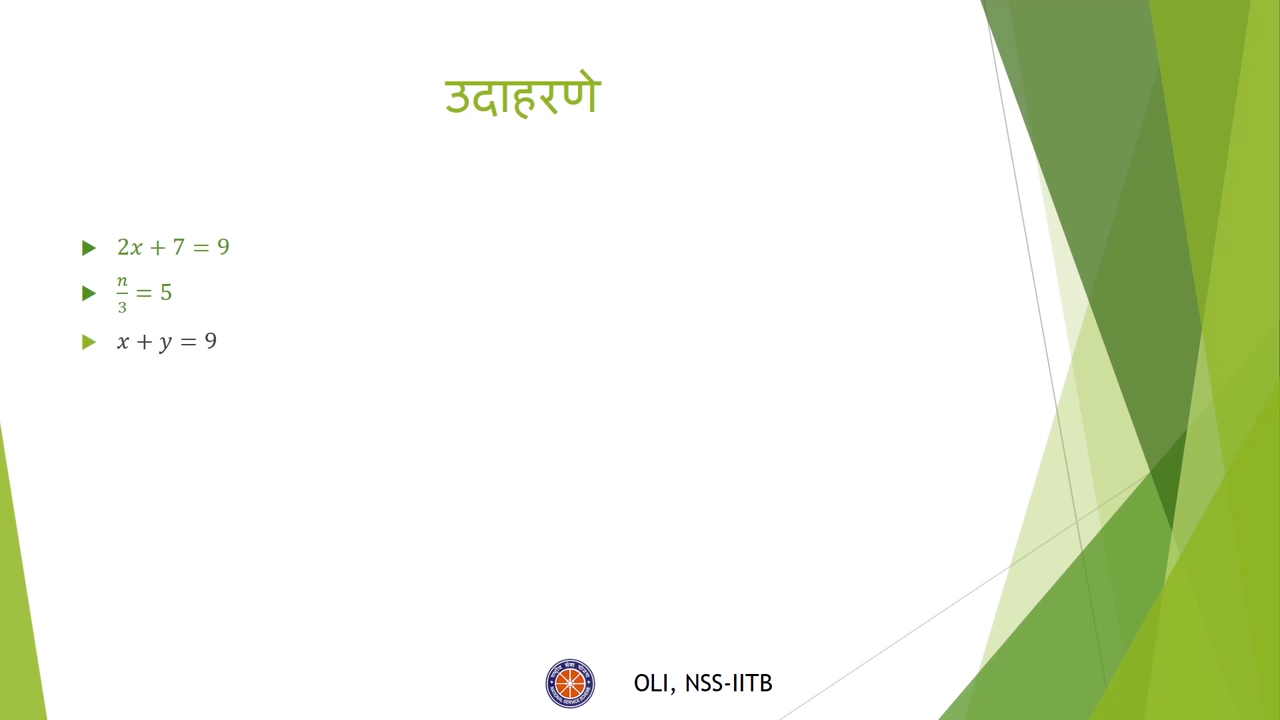 उदाहरणे
2x + 7 = 9
n/3 = 5
x + y = 9
OLI, NSS-IITB